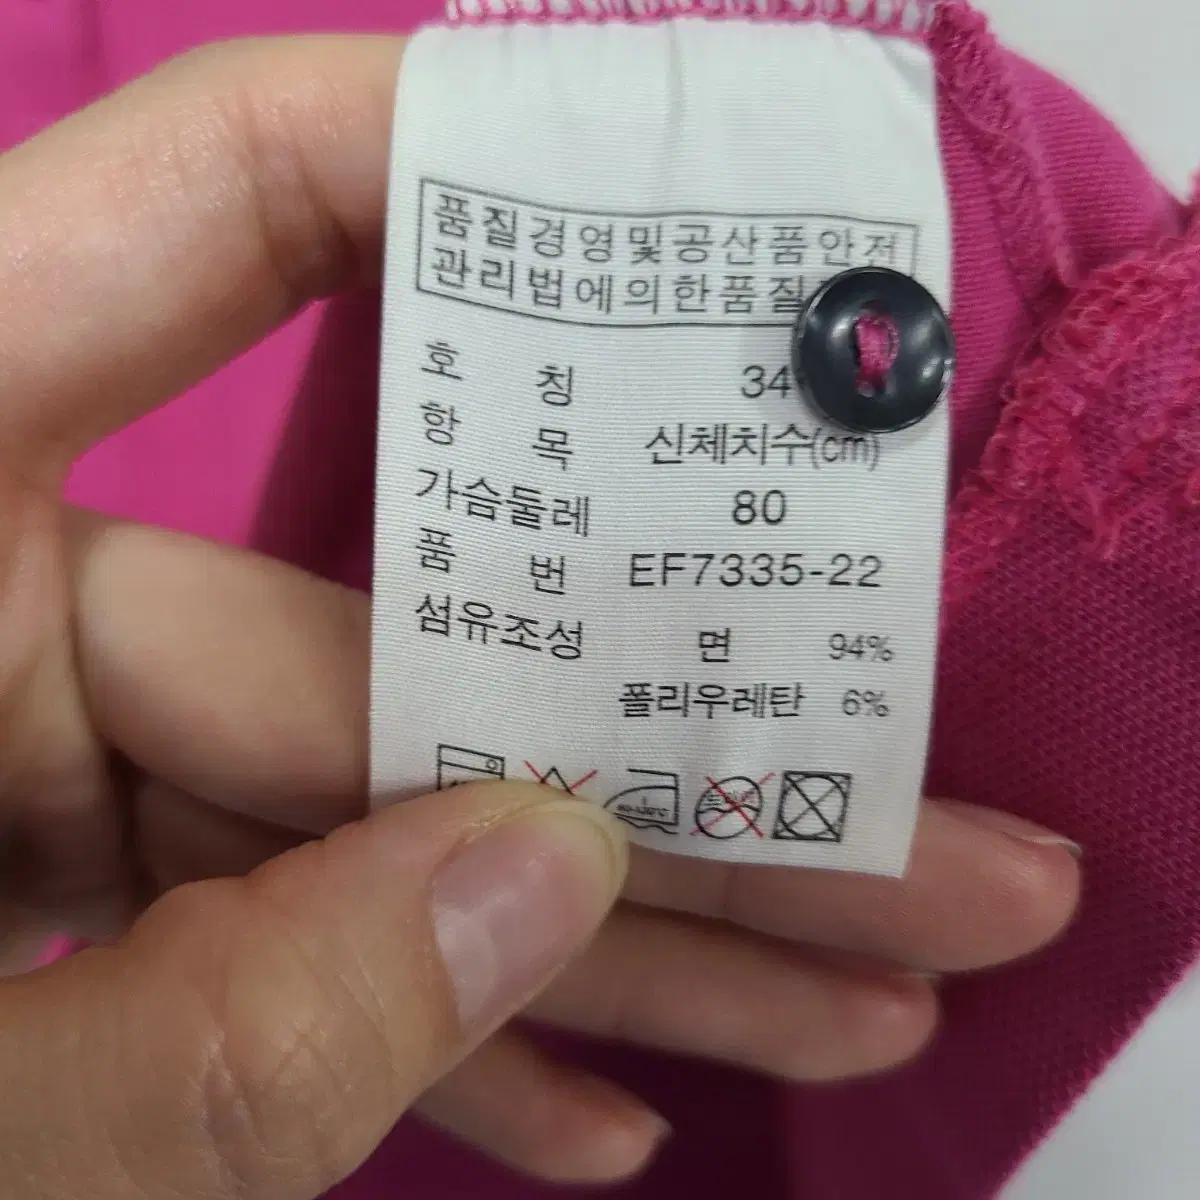 품질경영및공산품안전
관리법에의한품질
호 칭 34
항 목 신체치수(cm)
가슴둘레 80
품 번 EF7335-22
섬유조성 면 94%
폴리우레탄 6%